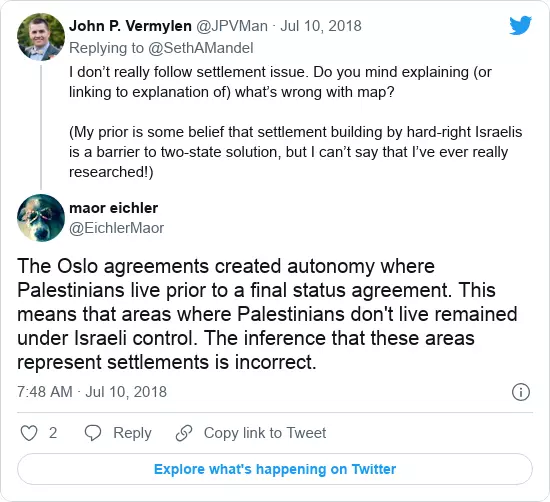 John P. Vermylen @JPVMan · Jul 10, 2018
Replying to @SethAMandel
I don’t really follow settlement issue. Do you mind explaining (or
linking to explanation of) what’s wrong with map?
(My prior is some belief that settlement building by hard-right Israelis
is a barrier to two-state solution, but I can’t say that I’ve ever really
researched!)
maor eichler
@EichlerMaor
The Oslo agreements created autonomy where
Palestinians live prior to a final status agreement. This
means that areas where Palestinians don't live remained
under Israeli control. The inference that these areas
represent settlements is incorrect.
7:48 AM · Jul 10, 2018
2 Reply Copy link to Tweet
Explore what's happening on Twitter